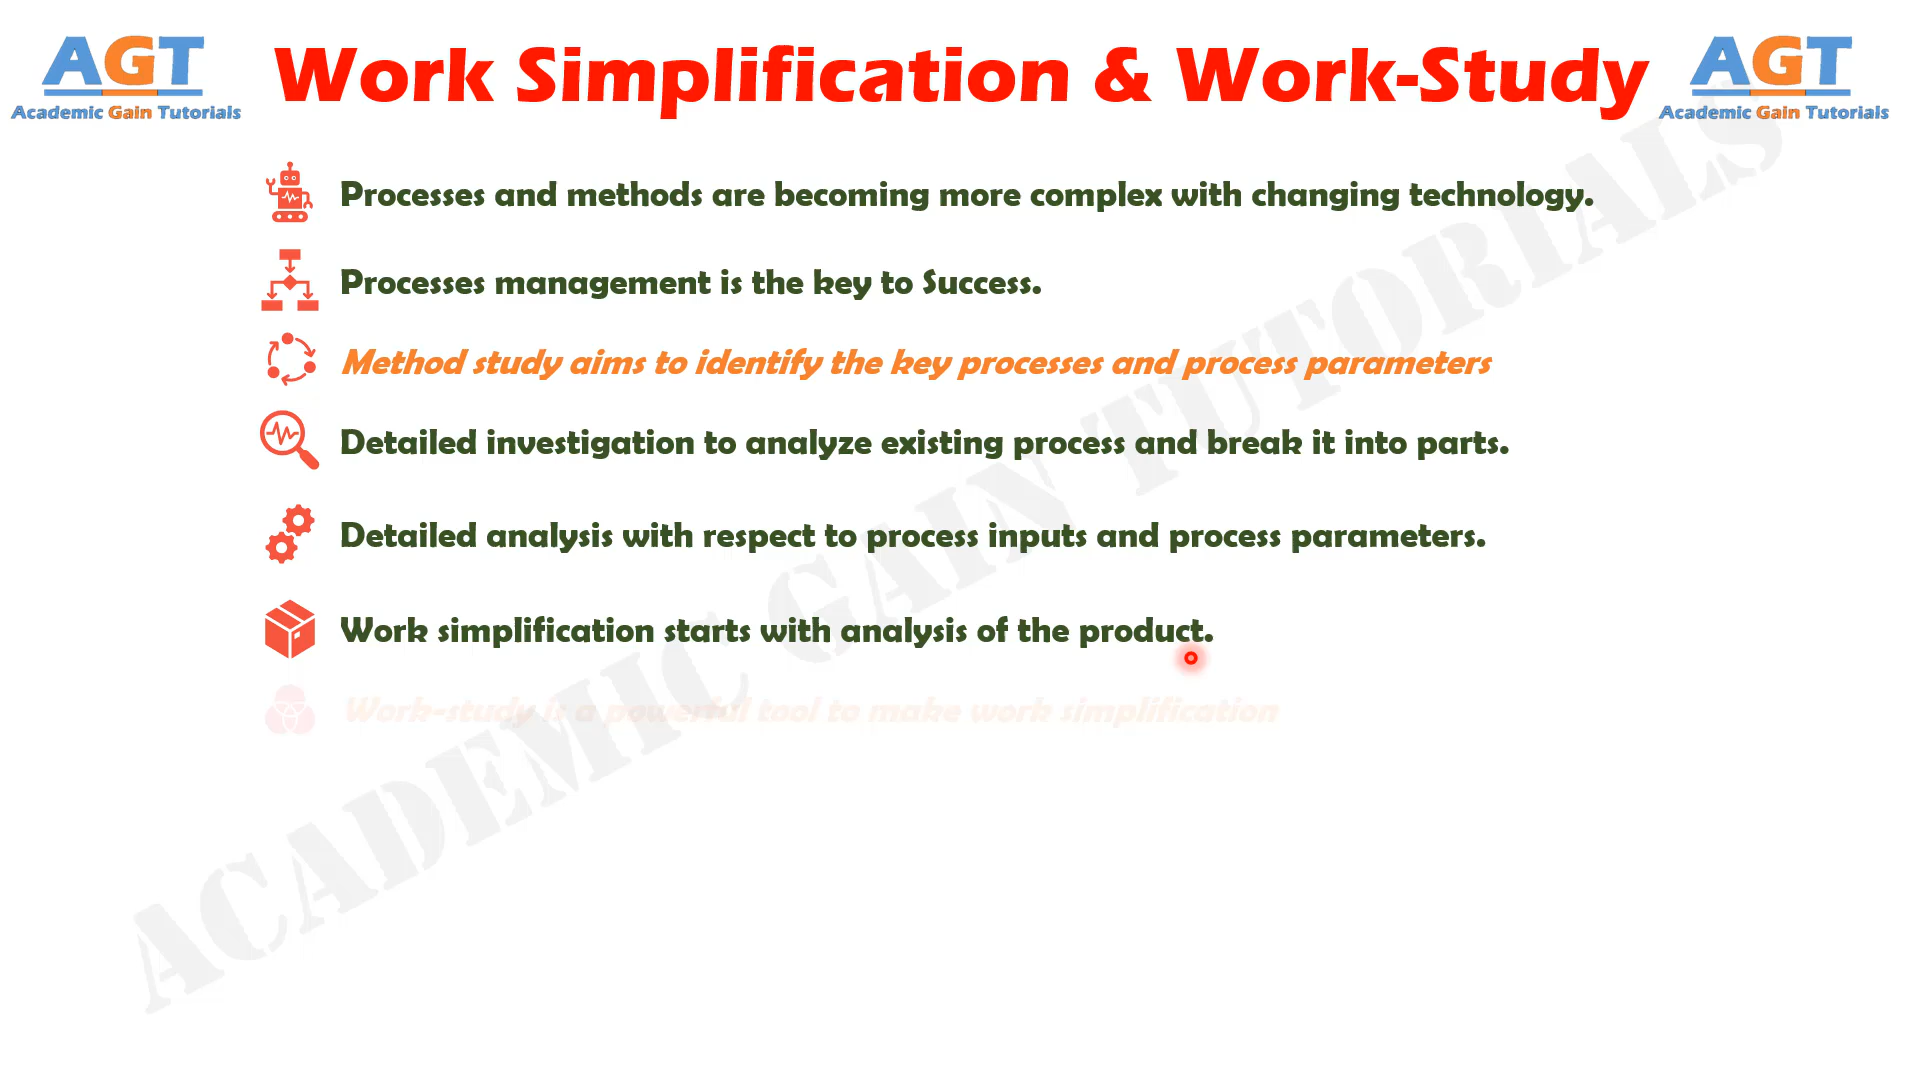 AGT
Academic Gain Tutorials
Work Simplification & Work-Study
AGT
Academic Gain Tutorials
Processes and methods are becoming more complex with changing technology.
Processes management is the key to Success.
Method study aims to identify the key processes and process parameters
Detailed investigation to analyze existing process and break it into parts.
Detailed analysis with respect to process inputs and process parameters.
Work simplification starts with analysis of the product.
Work-study is a powerful tool to make work simplification
ACADEMIC GAIN TUTORIALS